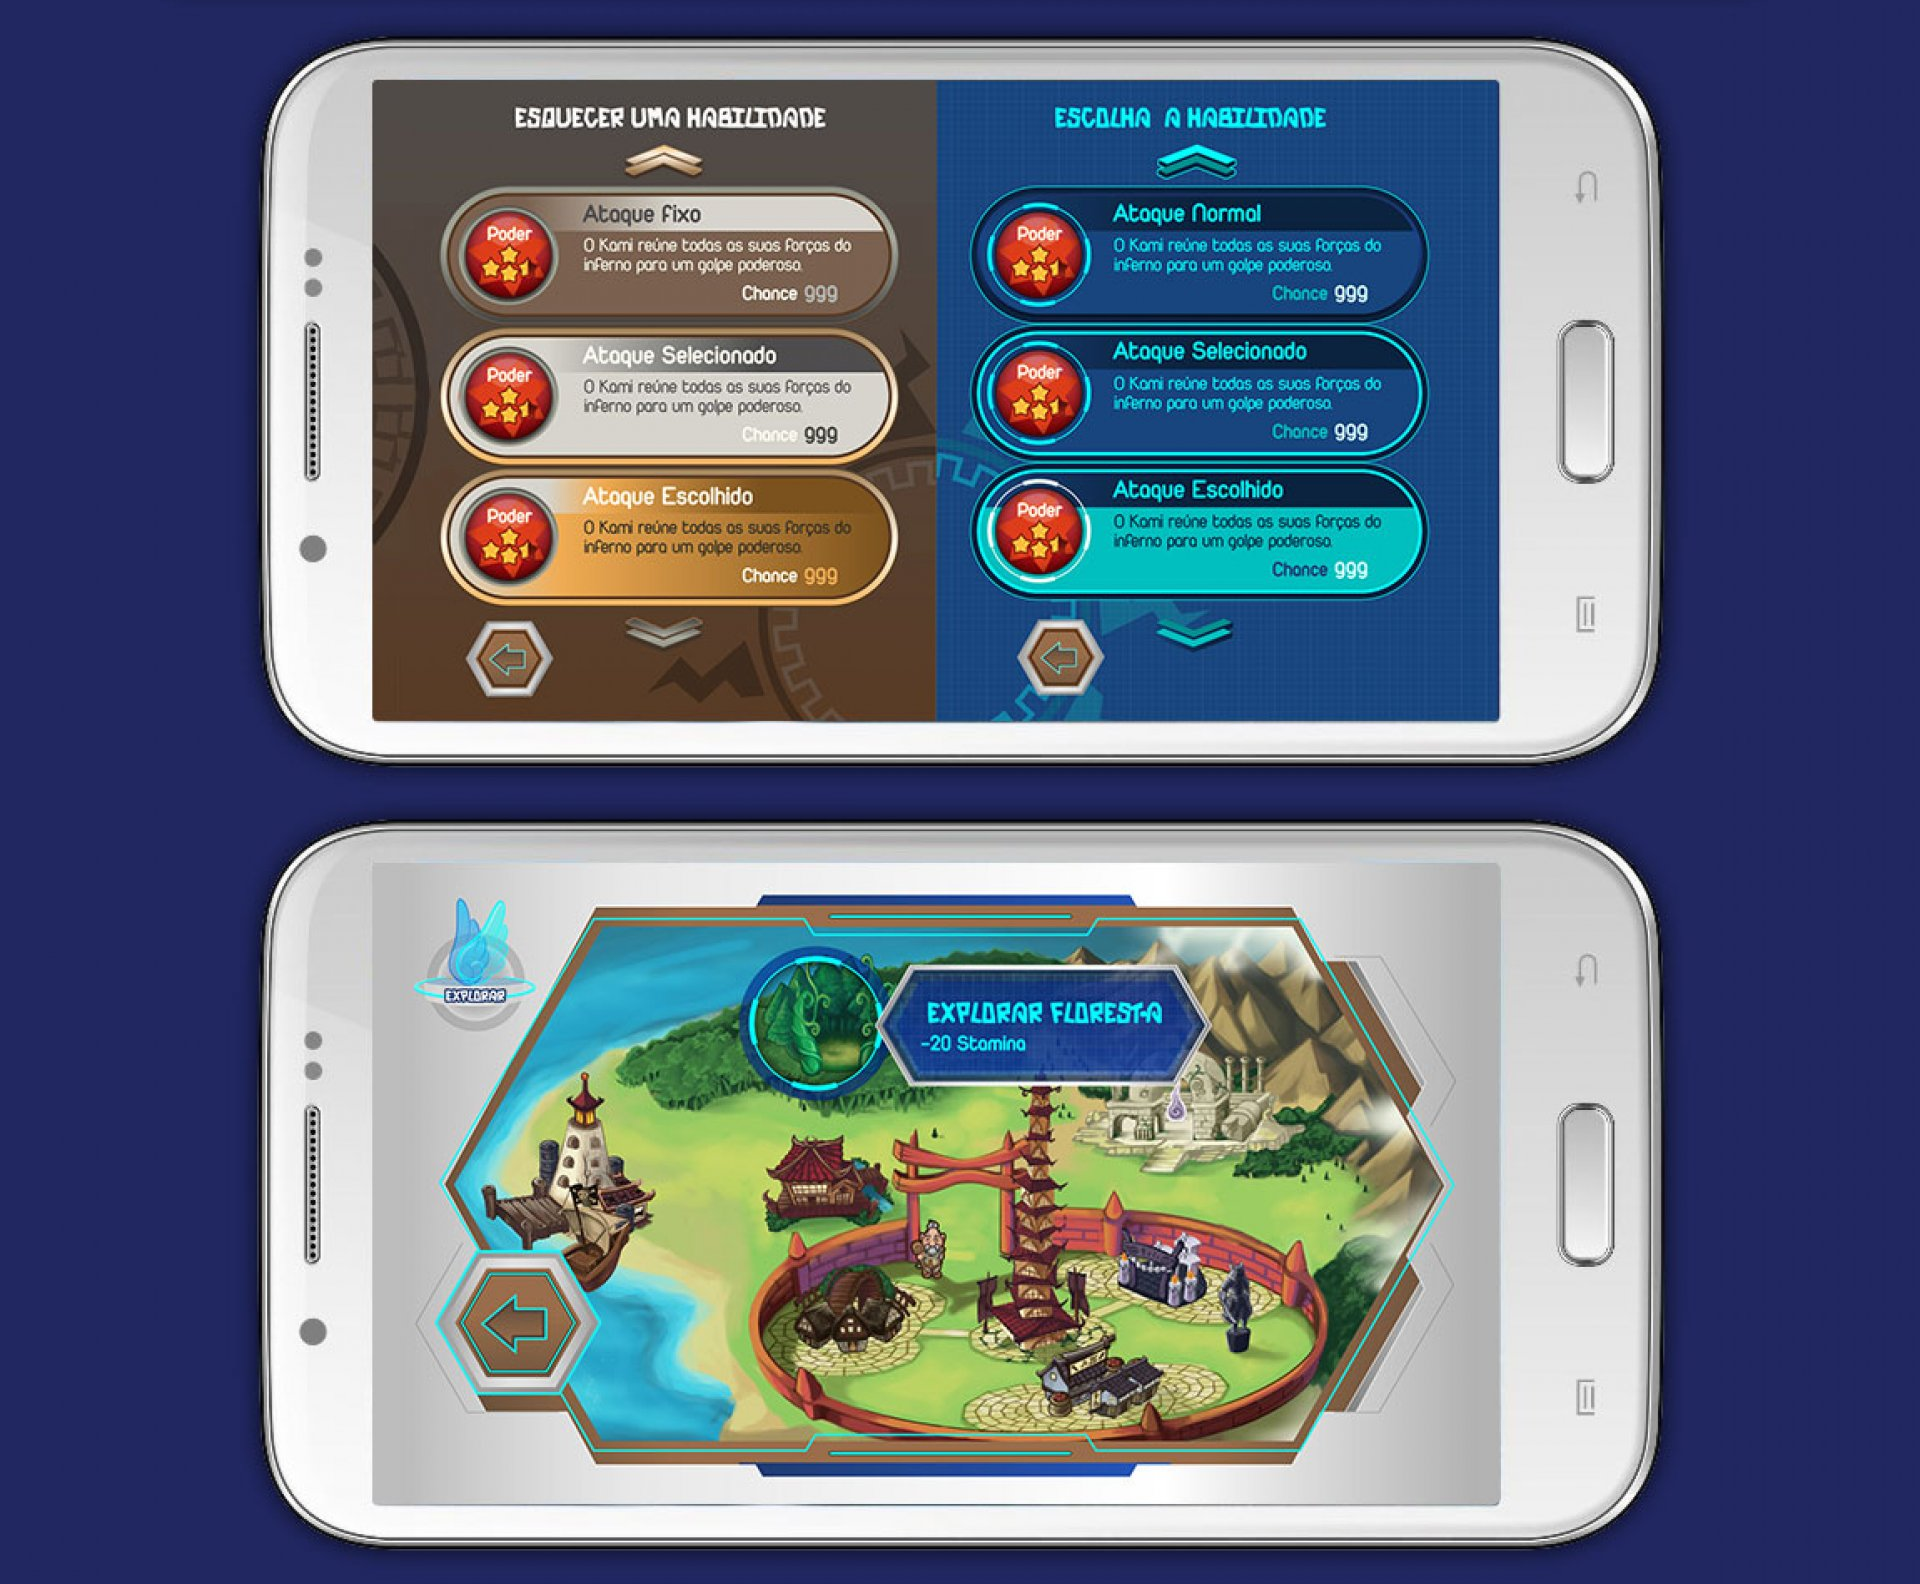 ESQUECER UMA HABILIDADE
Ataque Fixo
Poder
O Kami reúne todas as suas forças do
inferno para um golpe poderoso.
Chance 999
Ataque Selecionado
Poder
O Kami reúne todas as suas forças do
inferno para um golpe poderoso.
Chance 999
Ataque Escolhido
Poder
O Kami reúne todas as suas forças do
inferno para um golpe poderoso.
Chance 999
ESCOLHA A HABILIDADE
Ataque Normal
Poder
O Kami reúne todas as suas forças do
inferno para um golpe poderoso.
Chance 999
Ataque Selecionado
Poder
O Kami reúne todas as suas forças do
inferno para um golpe poderoso.
Chance 999
Ataque Escolhido
Poder
O Kami reúne todas as suas forças do
inferno para um golpe poderoso.
Chance 999
EXPLORAR
EXPLORAR FLORESTA
-20 Stamina